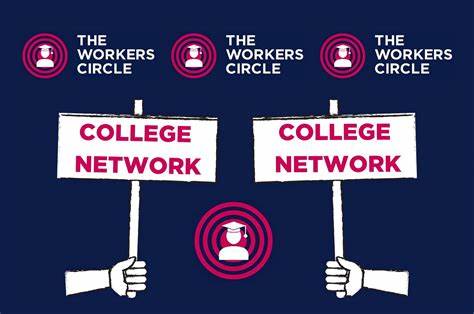 THE
WORKERS
CIRCLE
THE
WORKERS
CIRCLE
THE
WORKERS
CIRCLE
COLLEGE
NETWORK
COLLEGE
NETWORK